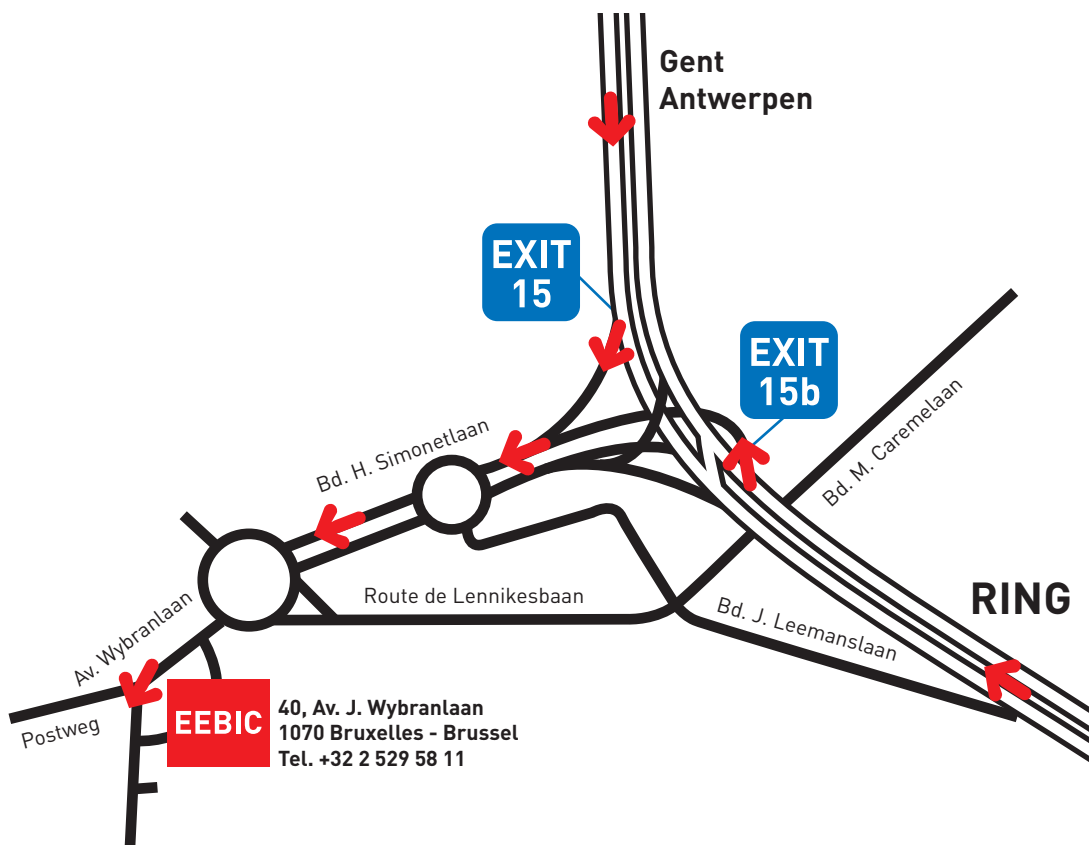 Gent
Antwerpen
EXIT
15
EXIT
15b
Bd. M. Caremelaan
Bd. H. Simonetlaan
Route de Lennikesbaan
Bd. J. Leemanslaan
RING
Av. Wybranlaan
Postweg
EEBIC
40, Av. J. Wybranlaan
1070 Bruxelles - Brussel
Tel. +32 2 529 58 11